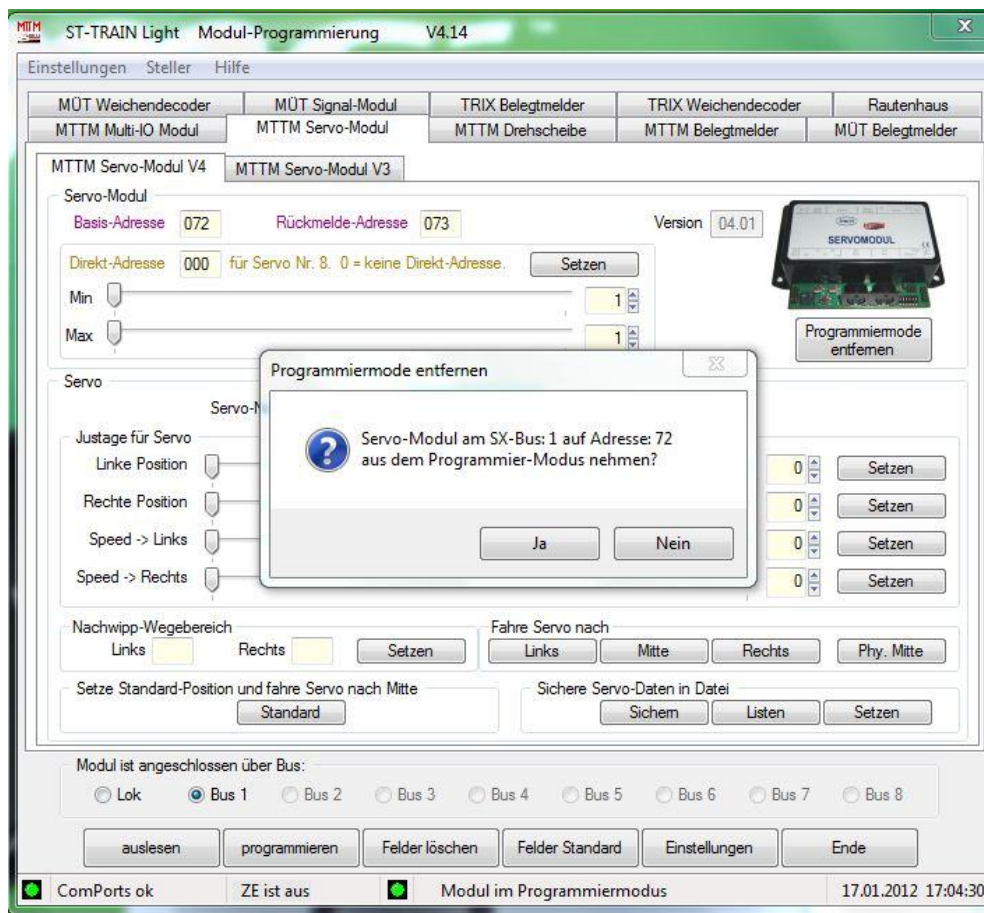 MTTM
ST-TRAIN Light Modul-Programmierung V4.14
Einstellungen Steller Hilfe
MÜT Weichendecoder MÜT Signal-Modul TRIX Belegtmelder TRIX Weichendecoder Rautenhaus
MTTM Multi-IO Modul MTTM Servo-Modul MTTM Drehscheibe MTTM Belegtmelder MÜT Belegtmelder
MTTM Servo-Modul V4 MTTM Servo-Modul V3
Servo-Modul
Basis-Adresse 072 Rückmelde-Adresse 073 Version 04.01
SERVOMODUL
Direkt-Adresse 000 für Servo Nr. 8. 0 = keine Direkt-Adresse. Setzen
Min 1
Max 1
Programmiermode
entfernen
Programmiermode entfernen
Servo
Justage für Servo
Servo-Modul am SX-Bus: 1 auf Adresse: 72
aus dem Programmier-Modus nehmen?
Ja Nein
Linke Position 0 Setzen
Rechte Position 0 Setzen
Speed -> Links 0 Setzen
Speed -> Rechts 0 Setzen
Nachwipp-Wegebereich
Links Rechts Setzen
Fahre Servo nach
Links Mitte Rechts Phy. Mitte
Setze Standard-Position und fahre Servo nach Mitte
Standard
Sichere Servo-Daten in Datei
Sichern Listen Setzen
Modul ist angeschlossen über Bus:
Lok Bus 1 Bus 2 Bus 3 Bus 4 Bus 5 Bus 6 Bus 7 Bus 8
auslesen programmieren Felder löschen Felder Standard Einstellungen Ende
ComPorts ok ZE ist aus Modul im Programmiermodus 17.01.2012 17:04:30